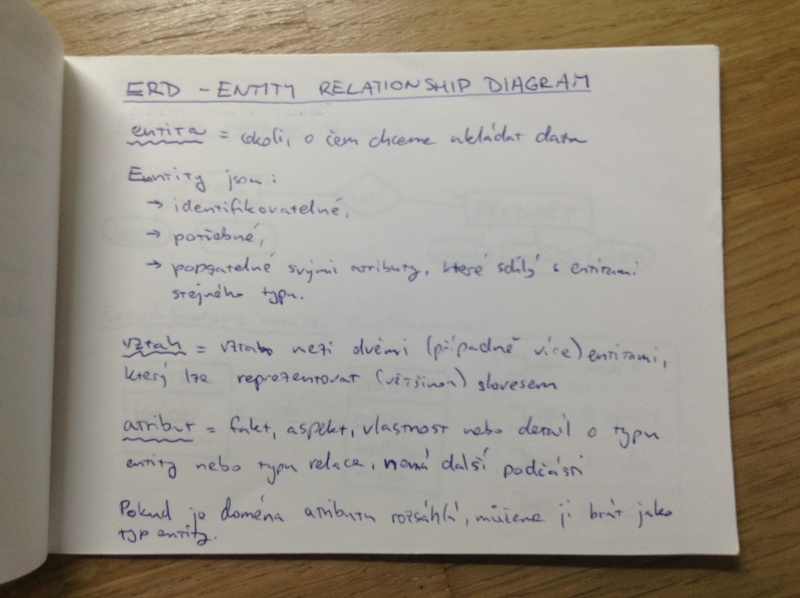 ERD - ENTITY RELATIONSHIP DIAGRAM
entita = cokoli, o čem chceme ukládat data
Entity jsou:
→ identifikovatelné,
→ potřebné,
→ popsatelné svými atributy, které sdílý s entitami
stejného typu.
vztah = vztah mezi dvěmi (případně více) entitami,
který lze reprezentovat (většinou) slovesem
atribut = fakt, aspekt, vlastnost nebo detail o typu
entity nebo typu relace, nemá další podčásti
Pokud je doména atributu rozsáhlá, můžeme ji brát jako
typ entity.